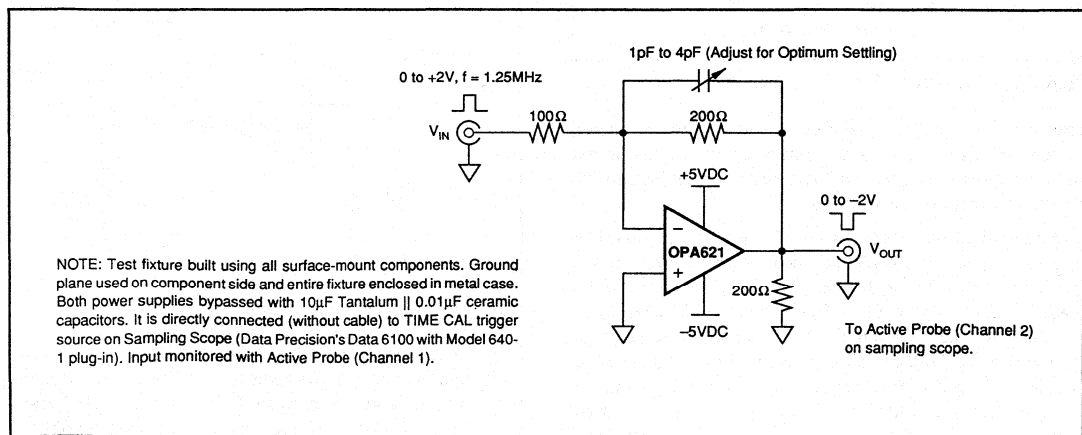 1pF to 4pF (Adjust for Optimum Settling)
0 to +2V, f = 1.25MHz
100Ω
200Ω
VIN
+5VDC
0 to –2V
–
OPA621
+
VOUT
200Ω
–5VDC
NOTE: Test fixture built using all surface-mount components. Ground
plane used on component side and entire fixture enclosed in metal case.
Both power supplies bypassed with 10µF Tantalum || 0.01µF ceramic
capacitors. It is directly connected (without cable) to TIME CAL trigger
source on Sampling Scope (Data Precision's Data 6100 with Model 640-
1 plug-in). Input monitored with Active Probe (Channel 1).
To Active Probe (Channel 2)
on sampling scope.